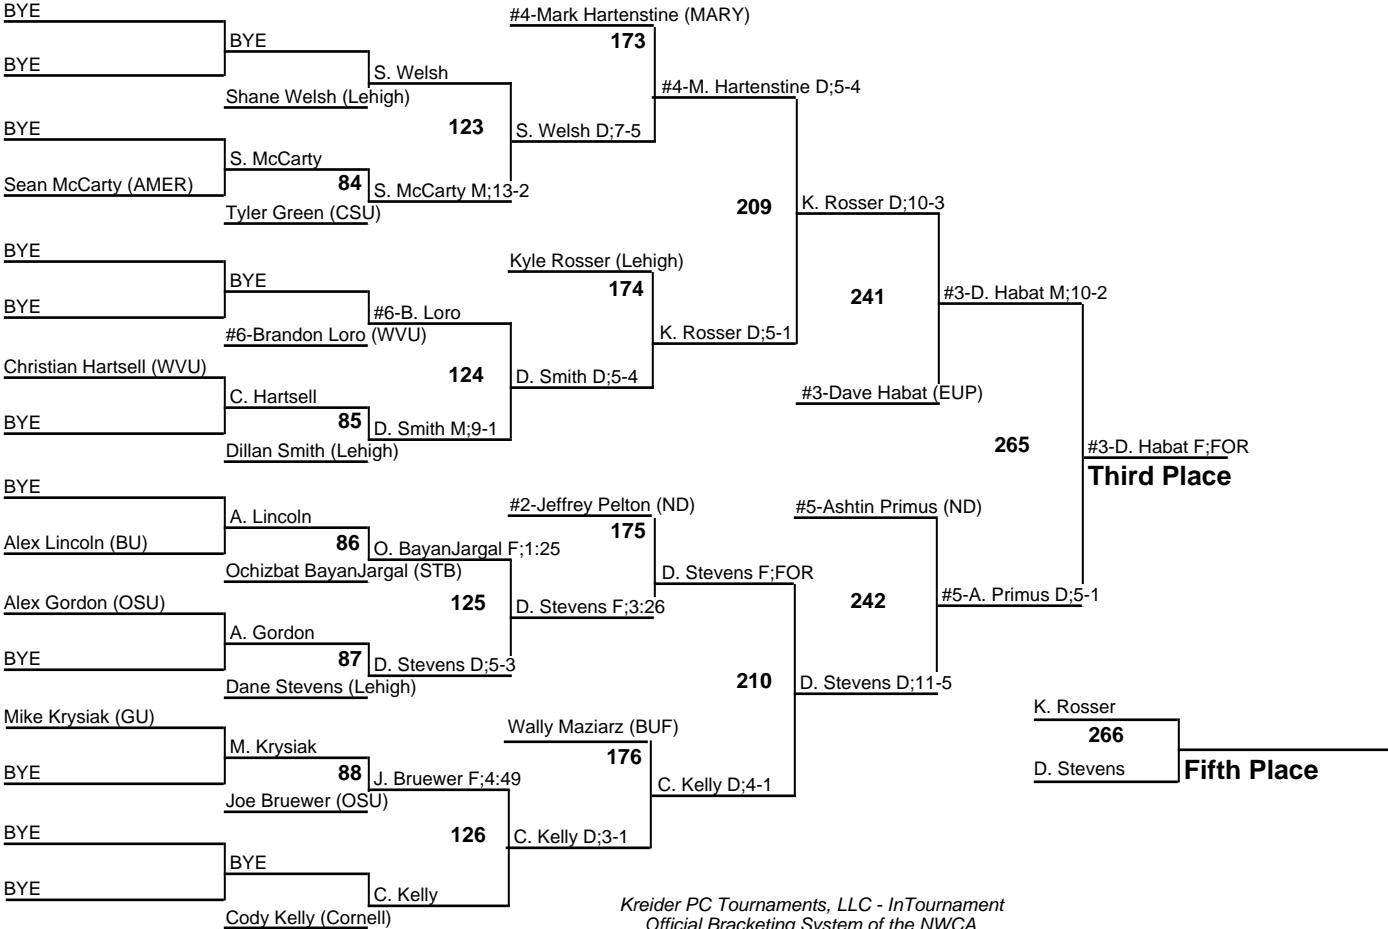 BYE
#4-Mark Hartenstine (MARY)
BYE
173
BYE
S. Welsh
#4-M. Hartenstine D;5-4
Shane Welsh (Lehigh)
BYE
123
S. Welsh D;7-5
S. McCarty
Sean McCarty (AMER)
84
S. McCarty M;13-2
Tyler Green (CSU)
209
K. Rosser D;10-3
BYE
Kyle Rosser (Lehigh)
BYE
174
241
#3-D. Habat M;10-2
BYE
#6-B. Loro
#6-Brandon Loro (WVU)
K. Rosser D;5-1
Christian Hartsell (WVU)
124
D. Smith D;5-4
C. Hartsell
#3-Dave Habat (EUP)
BYE
85
D. Smith M;9-1
Dillan Smith (Lehigh)
265
#3-D. Habat F;FOR
Third Place
BYE
#2-Jeffrey Pelton (ND)
#5-Ashtin Primus (ND)
A. Lincoln
175
Alex Lincoln (BU)
86
O. BayanJargal F;1:25
Ochizbat BayanJargal (STB)
D. Stevens F;FOR
Alex Gordon (OSU)
125
D. Stevens F;3:26
242
#5-A. Primus D;5-1
A. Gordon
BYE
87
D. Stevens D;5-3
Dane Stevens (Lehigh)
210
D. Stevens D;11-5
Mike Krysiak (GU)
Wally Maziarz (BUF)
K. Rosser
M. Krysiak
176
266
BYE
88
J. Bruewer F;4:49
C. Kelly D;4-1
D. Stevens
Fifth Place
Joe Bruewer (OSU)
BYE
126
C. Kelly D;3-1
BYE
BYE
C. Kelly
Cody Kelly (Cornell)
Kreider PC Tournaments, LLC - InTournament
Official Bracketing System of the NWCA